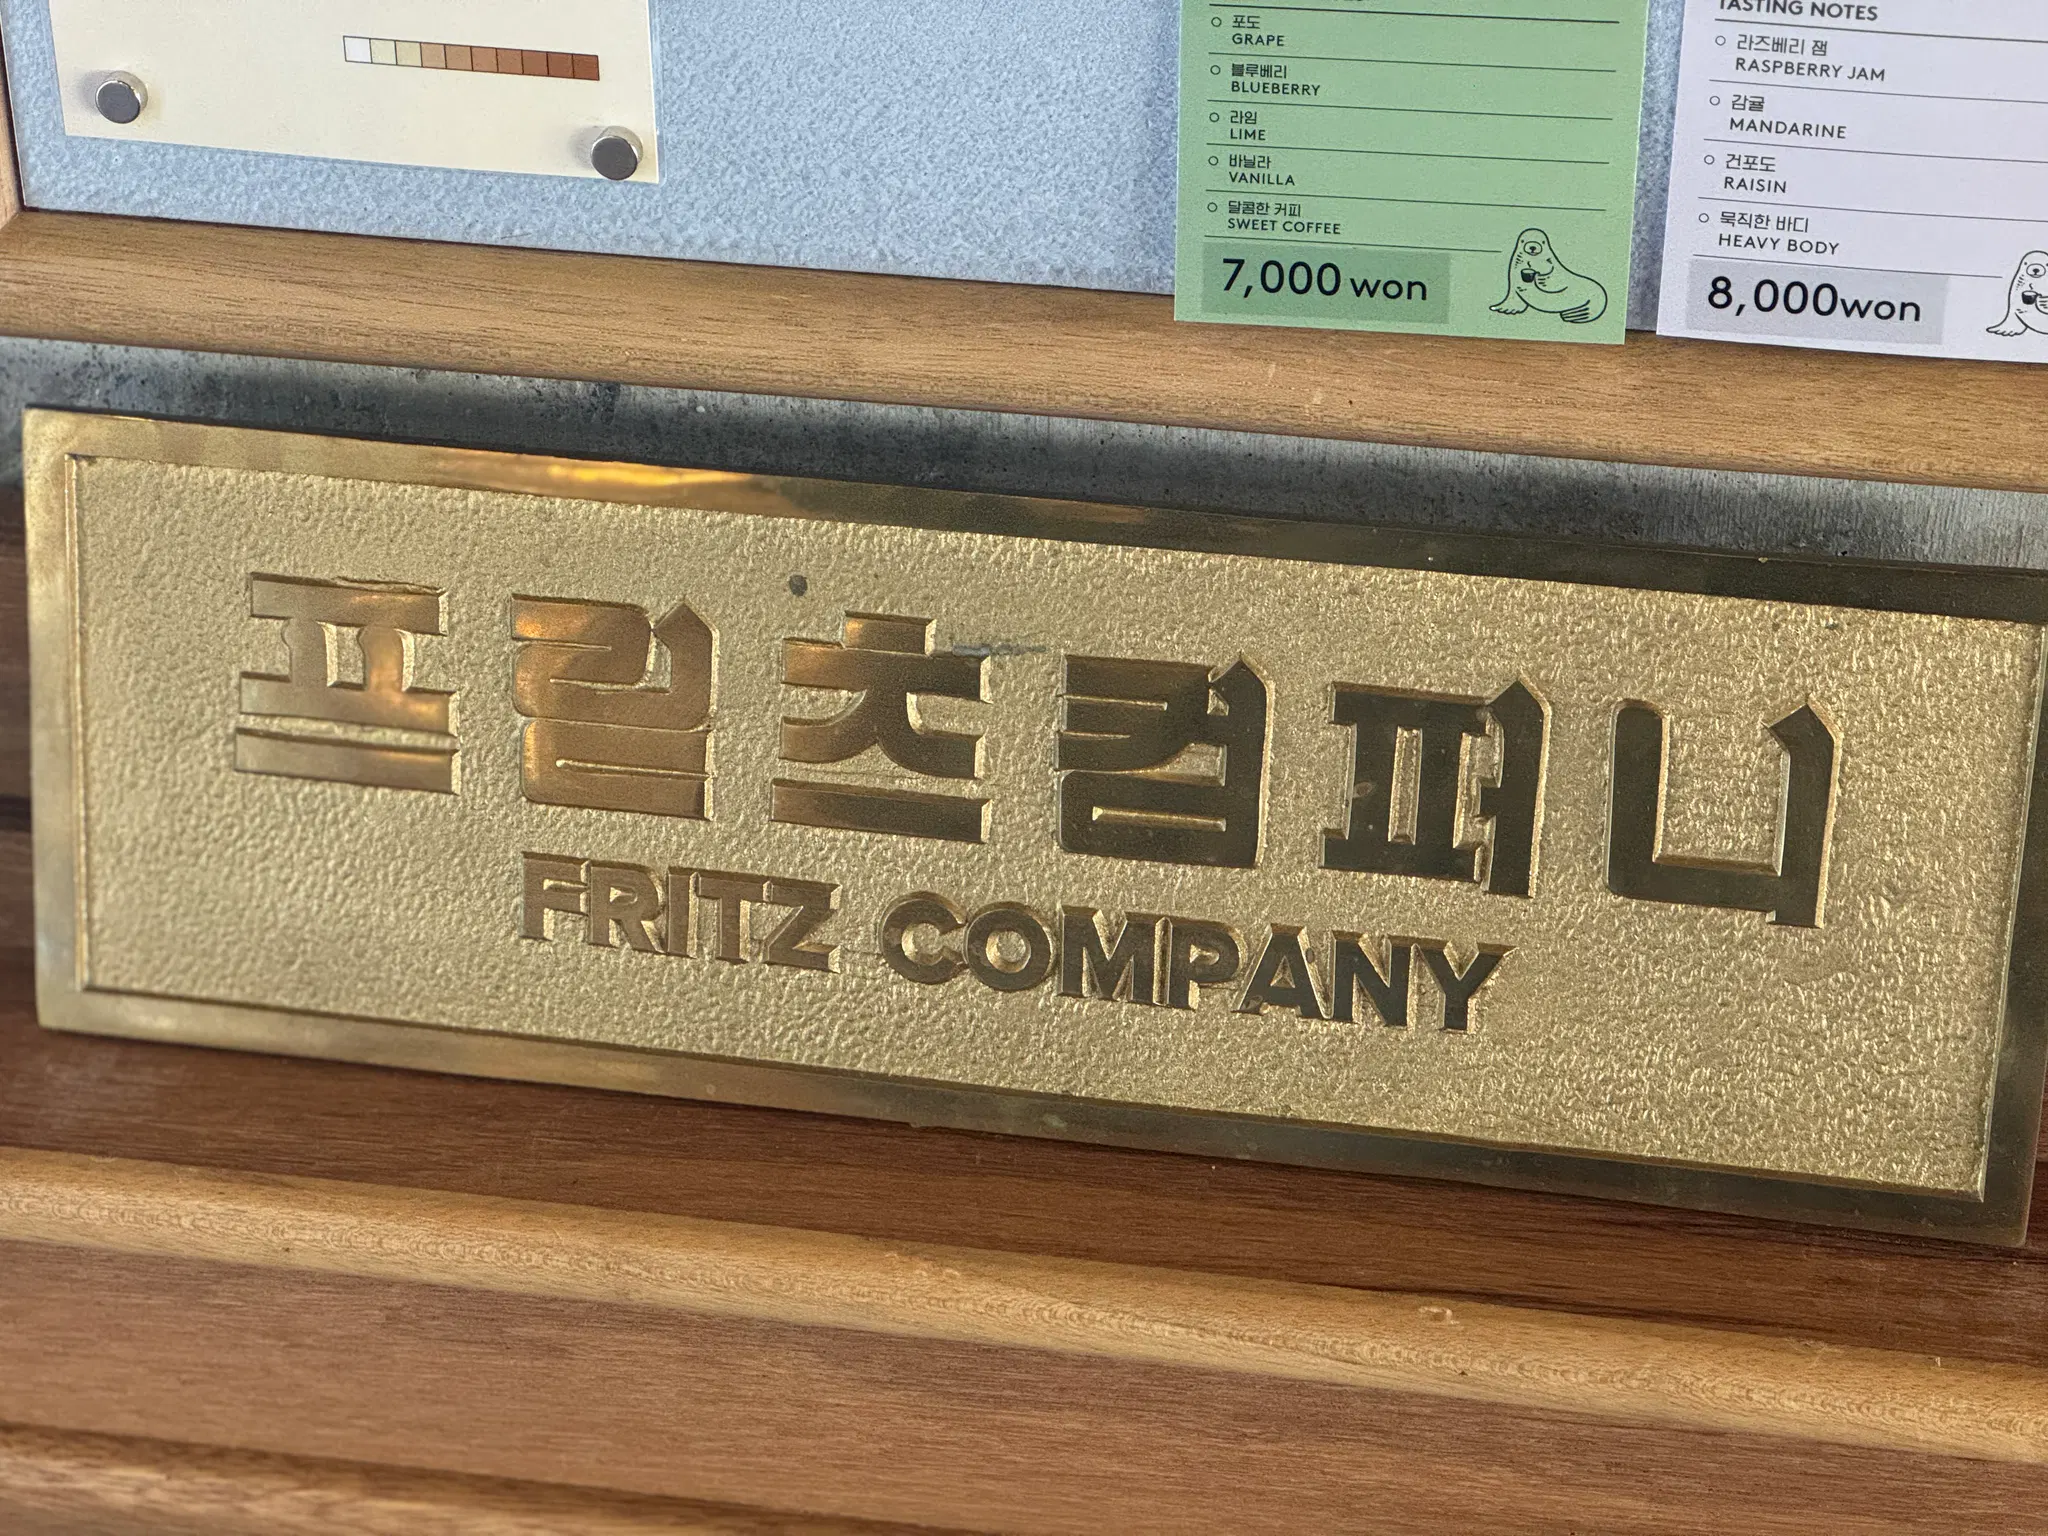 포도
GRAPE
블루베리
BLUEBERRY
라임
LIME
바닐라
VANILLA
달콤한 커피
SWEET COFFEE
7,000 won
TASTING NOTES
라즈베리 잼
RASPBERRY JAM
감귤
MANDARINE
건포도
RAISIN
묵직한 바디
HEAVY BODY
8,000won
프릳츠컴퍼니
FRITZ COMPANY